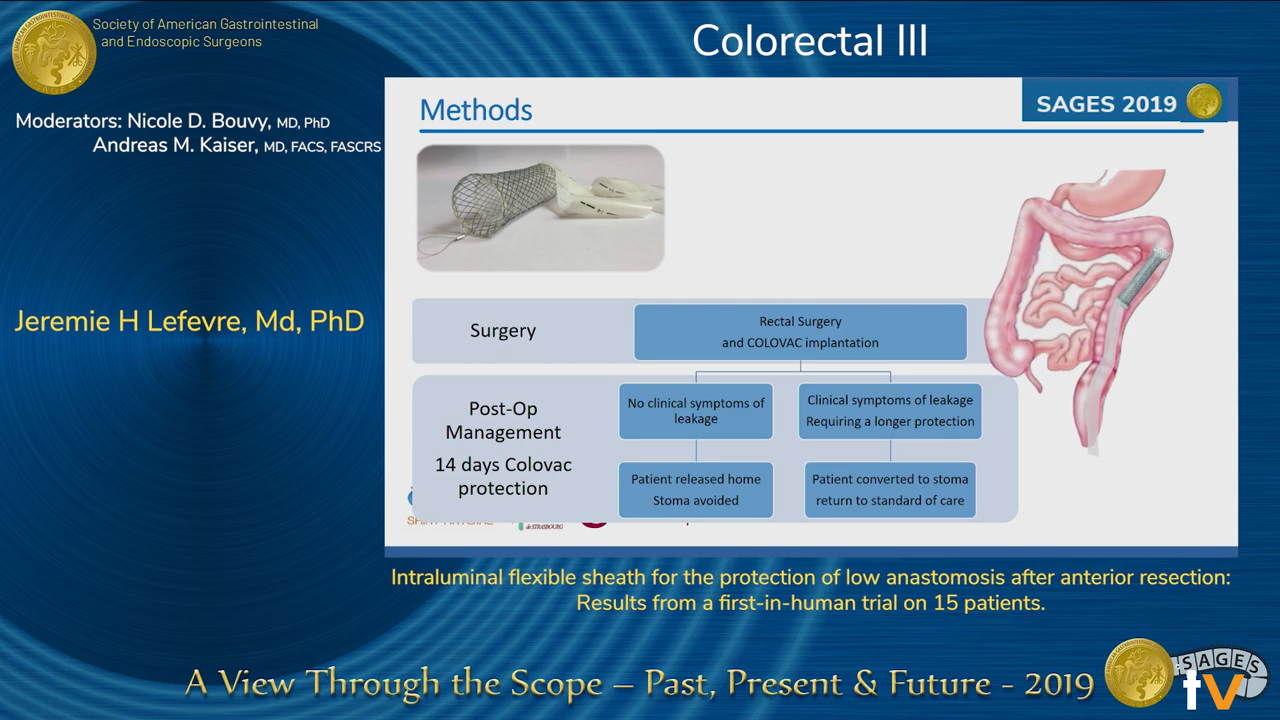 Society of American Gastrointestinal
and Endoscopic Surgeons
Colorectal III
Moderators: Nicole D. Bouvy, MD, PhD
Andreas M. Kaiser, MD, FACS, FASCRS
Jeremie H Lefevre, Md, PhD
Methods
SAGES 2019
Surgery
Rectal Surgery
and COLOVAC implantation
Post-Op
Management
14 days Colovac
protection
No clinical symptoms of
leakage
Clinical symptoms of leakage
Requiring a longer protection
Patient released home
Stoma avoided
Patient converted to stoma
return to standard of care
de STRASBOURG
Intraluminal flexible sheath for the protection of low anastomosis after anterior resection:
Results from a first-in-human trial on 15 patients.
A View Through the Scope – Past, Present & Future - 2019
SAGES
tv